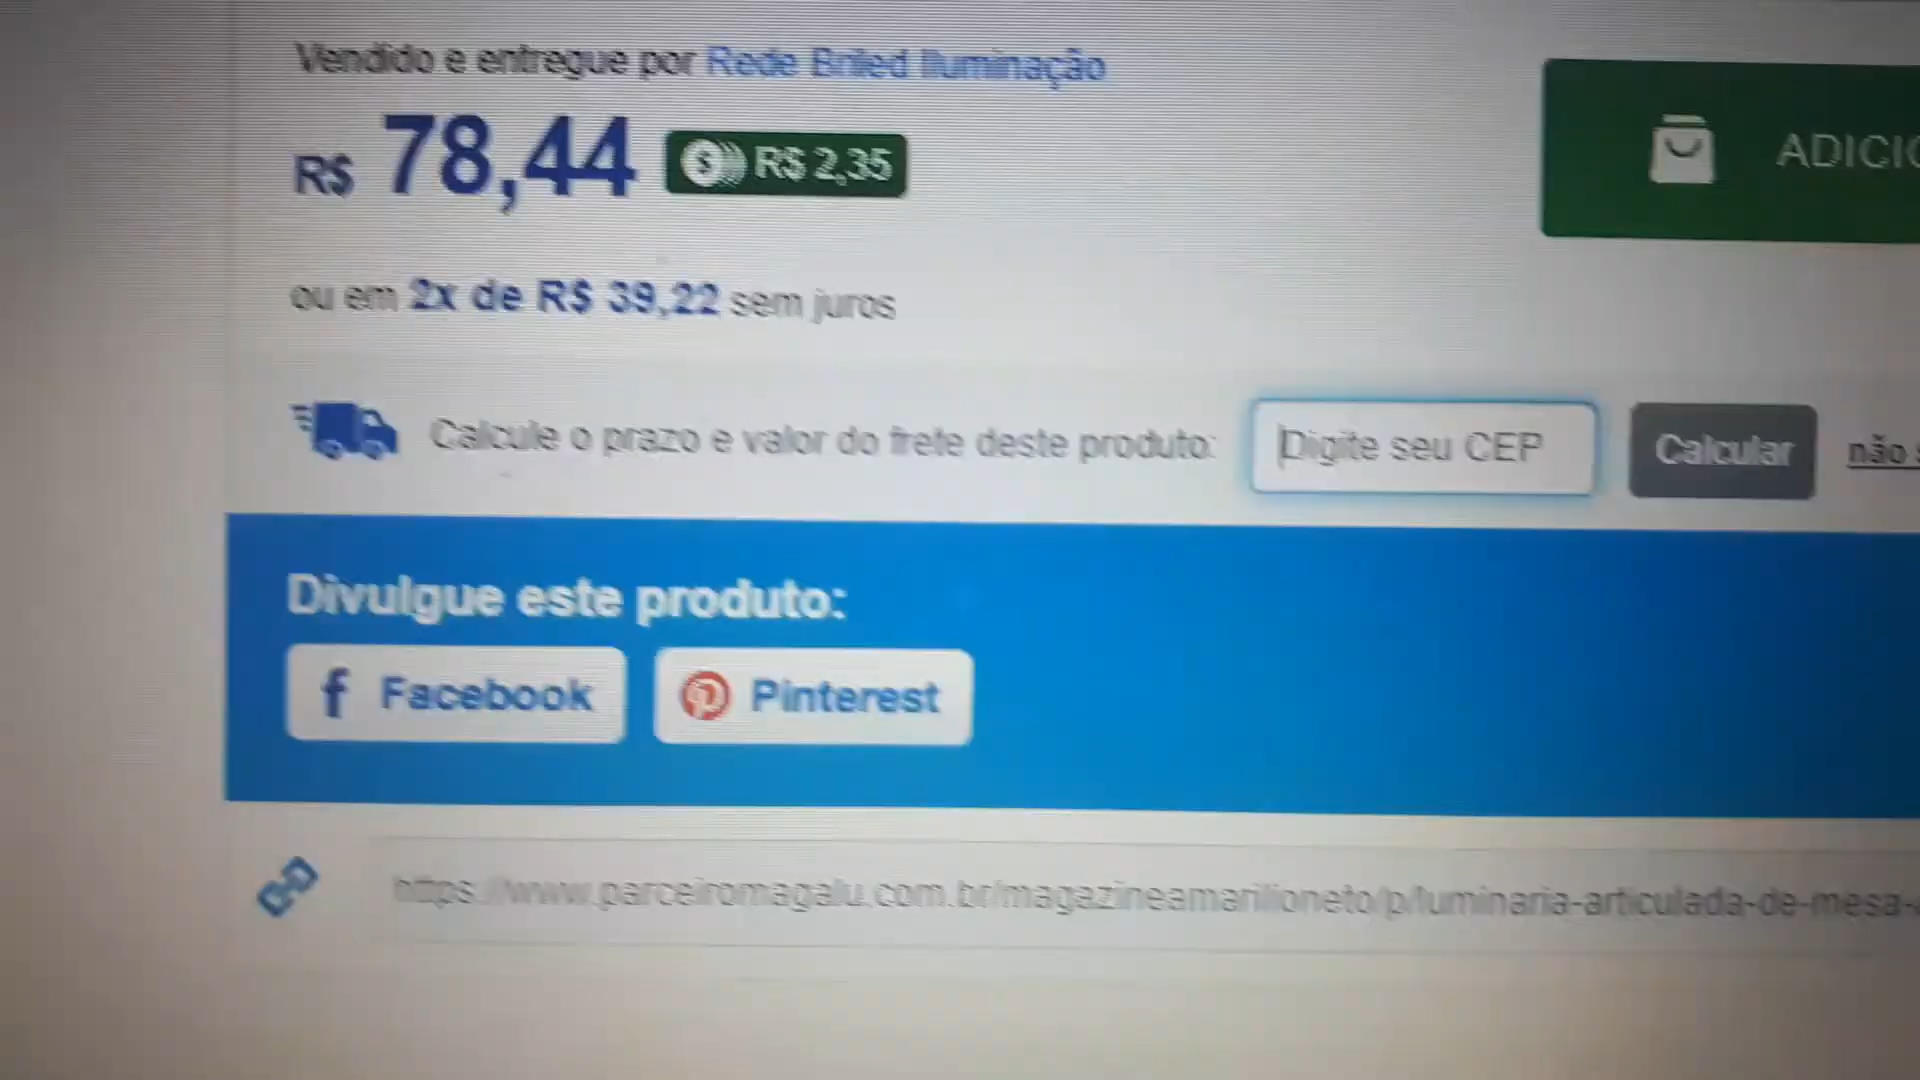 Vendido e entregue por Rede Briled Iluminação
R$ 78,44 R$ 2,35
ADICIO
ou em 2x de R$ 39,22 sem juros
Calcule o prazo e valor do frete deste produto: Digite seu CEP Calcular não s
Divulgue este produto:
Facebook Pinterest
https://www.parceiromagalu.com.br/magazineamarilioneto/p/luminaria-articulada-de-mesa-